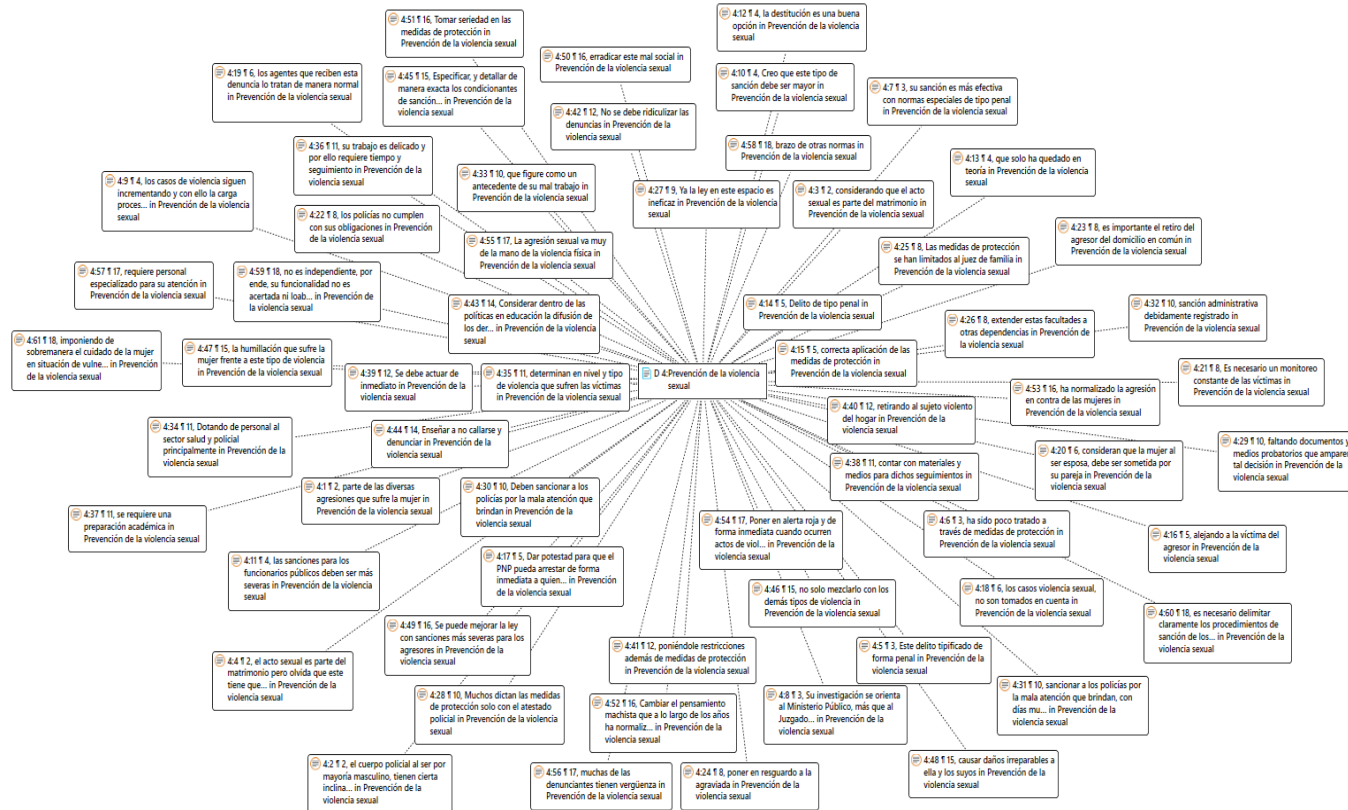 4:51 ¶ 16, Tomar seriedad en las
medidas de protección in
Prevención de la violencia
sexual
4:12 ¶ 4, la destitución es una buena
opción in Prevención de la violencia
sexual
4:50 ¶ 16, erradicar este mal social in
Prevención de la violencia sexual
4:19 ¶ 6, los agentes que reciben esta
denuncia lo tratan de manera normal
in Prevención de la violencia sexual
4:45 ¶ 15, Especificar, y detallar de
manera exacta los condicionantes
de sanción... in Prevención de la
violencia sexual
4:10 ¶ 4, Creo que este tipo de
sanción debe ser mayor in
Prevención de la violencia
sexual
4:7 ¶ 3, su sanción es más efectiva
con normas especiales de tipo penal
in Prevención de la violencia sexual
4:42 ¶ 12, No se debe ridiculizar las
denuncias in Prevención de la
violencia sexual
4:36 ¶ 11, su trabajo es delicado y
por ello requiere tiempo y
seguimiento in Prevención de la
violencia sexual
4:58 ¶ 18, brazo de otras normas in
Prevención de la violencia sexual
4:13 ¶ 4, que solo ha quedado en
teoría in Prevención de la violencia
sexual
4:33 ¶ 10, que figure como un
antecedente de su mal trabajo in
Prevención de la violencia sexual
4:9 ¶ 4, los casos de violencia siguen
incrementando y con ello la carga
proces... in Prevención de la violencia
sexual
4:27 ¶ 9, Ya la ley en este espacio es
ineficaz in Prevención de la violencia
sexual
4:3 ¶ 2, considerando que el acto
sexual es parte del matrimonio in
Prevención de la violencia sexual
4:22 ¶ 8, los policías no cumplen
con sus obligaciones in Prevención
de la violencia sexual
4:23 ¶ 8, es importante el retiro del
agresor del domicilio en común in
Prevención de la violencia sexual
4:55 ¶ 17, La agresión sexual va muy
de la mano de la violencia física in
Prevención de la violencia sexual
4:25 ¶ 8, Las medidas de protección
se han limitados al juez de familia in
Prevención de la violencia sexual
4:57 ¶ 17, requiere personal
especializado para su atención in
Prevención de la violencia sexual
4:59 ¶ 18, no es independiente, por
ende, su funcionalidad no es
acertada ni loab... in Prevención de
la violencia sexual
4:43 ¶ 14, Considerar dentro de las
políticas en educación la difusión de
los der... in Prevención de la violencia
sexual
4:14 ¶ 5, Delito de tipo penal in
Prevención de la violencia sexual
4:26 ¶ 8, extender estas facultades a
otras dependencias in Prevención de
la violencia sexual
4:32 ¶ 10, sanción administrativa
debidamente registrado in
Prevención de la violencia sexual
4:61 ¶ 18, imponiendo de
sobremanera el cuidado de la mujer
en situación de vulne... in Prevención
de la violencia sexual
4:47 ¶ 15, la humillación que sufre la
mujer frente a este tipo de violencia
in Prevención de la violencia sexual
4:39 ¶ 12, Se debe actuar de
inmediato in Prevención de la
violencia sexual
4:35 ¶ 11, determinan en nivel y tipo
de violencia que sufren las víctimas
in Prevención de la violencia sexual
D 4:Prevención de la violencia
sexual
4:15 ¶ 5, correcta aplicación de las
medidas de protección in
Prevención de la violencia sexual
4:53 ¶ 16, ha normalizado la agresión
en contra de las mujeres in
Prevención de la violencia sexual
4:21 ¶ 8, Es necesario un monitoreo
constante de las víctimas in
Prevención de la violencia sexual
4:40 ¶ 12, retirando al sujeto violento
del hogar in Prevención de la
violencia sexual
4:34 ¶ 11, Dotando de personal al
sector salud y policial
principalmente in Prevención de la
violencia sexual
4:44 ¶ 14, Enseñar a no callarse y
denunciar in Prevención de la
violencia sexual
4:20 ¶ 6, consideran que la mujer al
ser esposa, debe ser sometida por
su pareja in Prevención de la
violencia sexual
4:29 ¶ 10, faltando documentos y
medios probatorios que amparen
tal decisión in Prevención de la
violencia sexual
4:38 ¶ 11, contar con materiales y
medios para dichos seguimientos in
Prevención de la violencia sexual
4:1 ¶ 2, parte de las diversas
agresiones que sufre la mujer in
Prevención de la violencia sexual
4:30 ¶ 10, Deben sancionar a los
policías por la mala atención que
brindan in Prevención de la
violencia sexual
4:37 ¶ 11, se requiere una
preparación académica in
Prevención de la violencia sexual
4:54 ¶ 17, Poner en alerta roja y de
forma inmediata cuando ocurren
actos de viol... in Prevención de la
violencia sexual
4:6 ¶ 3, ha sido poco tratado a
través de medidas de protección in
Prevención de la violencia sexual
4:16 ¶ 5, alejando a la víctima del
agresor in Prevención de la
violencia sexual
4:11 ¶ 4, las sanciones para los
funcionarios públicos deben ser más
severas in Prevención de la violencia
sexual
4:17 ¶ 5, Dar potestad para que el
PNP pueda arrestar de forma
inmediata a quien... in Prevención
de la violencia sexual
4:46 ¶ 15, no solo mezclarlo con los
demás tipos de violencia in
Prevención de la violencia sexual
4:18 ¶ 6, los casos violencia sexual,
no son tomados en cuenta in
Prevención de la violencia sexual
4:60 ¶ 18, es necesario delimitar
claramente los procedimientos de
sanción de los... in Prevención de la
violencia sexual
4:49 ¶ 16, Se puede mejorar la ley
con sanciones más severas para los
agresores in Prevención de la
violencia sexual
4:41 ¶ 12, poniéndole restricciones
además de medidas de protección
in Prevención de la violencia sexual
4:5 ¶ 3, Este delito tipificado de
forma penal in Prevención de la
violencia sexual
4:4 ¶ 2, el acto sexual es parte del
matrimonio pero olvida que este
tiene que... in Prevención de la
violencia sexual
4:28 ¶ 10, Muchos dictan las medidas
de protección solo con el atestado
policial in Prevención de la violencia
sexual
4:52 ¶ 16, Cambiar el pensamiento
machista que a lo largo de los años
ha normaliz... in Prevención de la
violencia sexual
4:8 ¶ 3, Su investigación se orienta
al Ministerio Público, más que al
Juzgado... in Prevención de la
violencia sexual
4:31 ¶ 10, sancionar a los policías por
la mala atención que brindan, con
días mu... in Prevención de la
violencia sexual
4:2 ¶ 2, el cuerpo policial al ser por
mayoría masculino, tienen cierta
inclina... in Prevención de la
violencia sexual
4:56 ¶ 17, muchas de las
denunciantes tienen vergüenza in
Prevención de la violencia sexual
4:24 ¶ 8, poner en resguardo a la
agraviada in Prevención de la
violencia sexual
4:48 ¶ 15, causar daños irreparables a
ella y los suyos in Prevención de la
violencia sexual